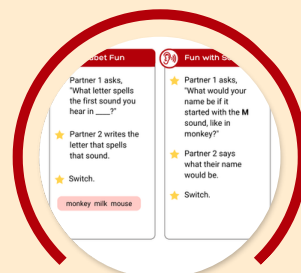 Fun
Partner 1 asks,
"What letter spells
the first sound you
hear in ____?"
Partner 2 writes the
letter that spells
that sound.
Switch.
monkey milk mouse
Fun with
Partner 1 asks,
"What would your
name be if it
started with the M
sound, like in
monkey?"
Partner 2 says
what their name
would be.
Switch.